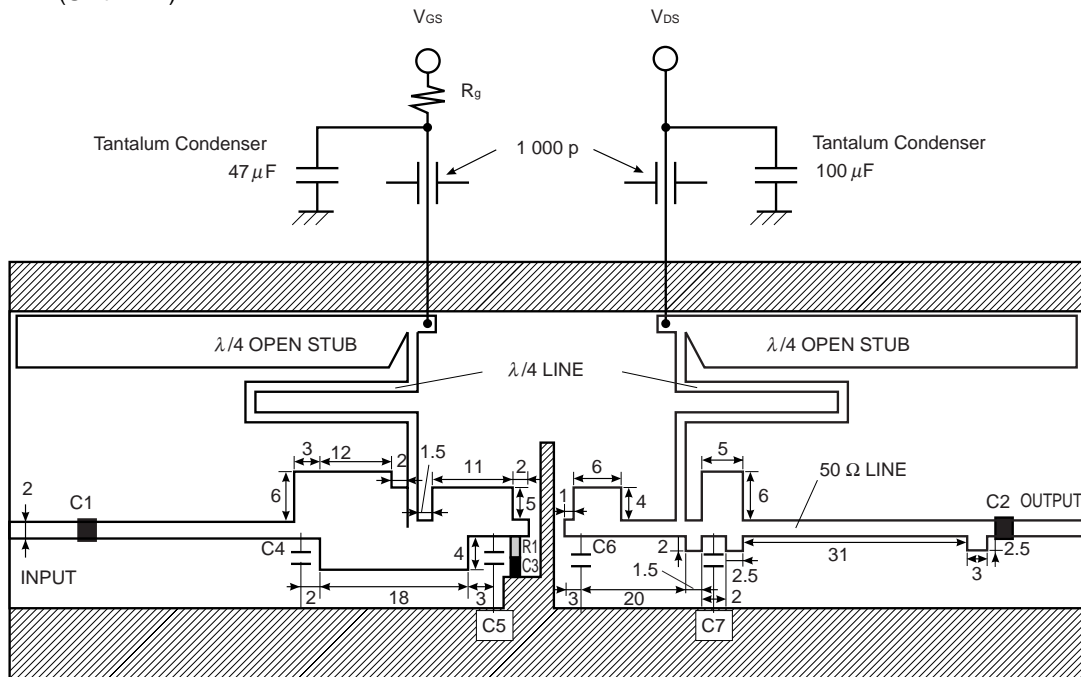 VGS
VDS
Rg
Tantalum Condenser
47 μF
1 000 p
Tantalum Condenser
100 μF
λ/4 OPEN STUB
λ/4 OPEN STUB
λ/4 LINE
3
12
2
1.5
11
2
6
5
50 Ω LINE
2
C1
6
5
1
4
6
C2
OUTPUT
INPUT
C4
4
R1
C3
C6
2
31
2.5
3
2
18
3
3
20
1.5
2.5
2
C5
C7